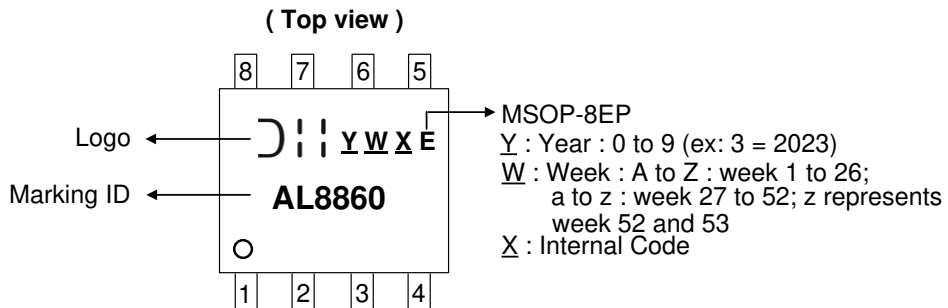 ( Top view )
8 7 6 5
Logo
Y W X E
MSOP-8EP
Y : Year : 0 to 9 (ex: 3 = 2023)
W : Week : A to Z : week 1 to 26;
a to z : week 27 to 52; z represents
week 52 and 53
X : Internal Code
Marking ID
AL8860
1 2 3 4